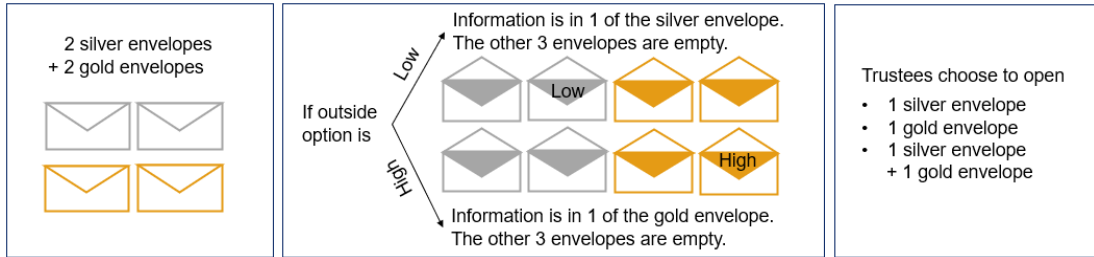 2 silver envelopes
+ 2 gold envelopes
If outside
option is
Low
High
Information is in 1 of the silver envelope.
The other 3 envelopes are empty.
Low
High
Information is in 1 of the gold envelope.
The other 3 envelopes are empty.
Trustees choose to open
• 1 silver envelope
• 1 gold envelope
• 1 silver envelope
+ 1 gold envelope